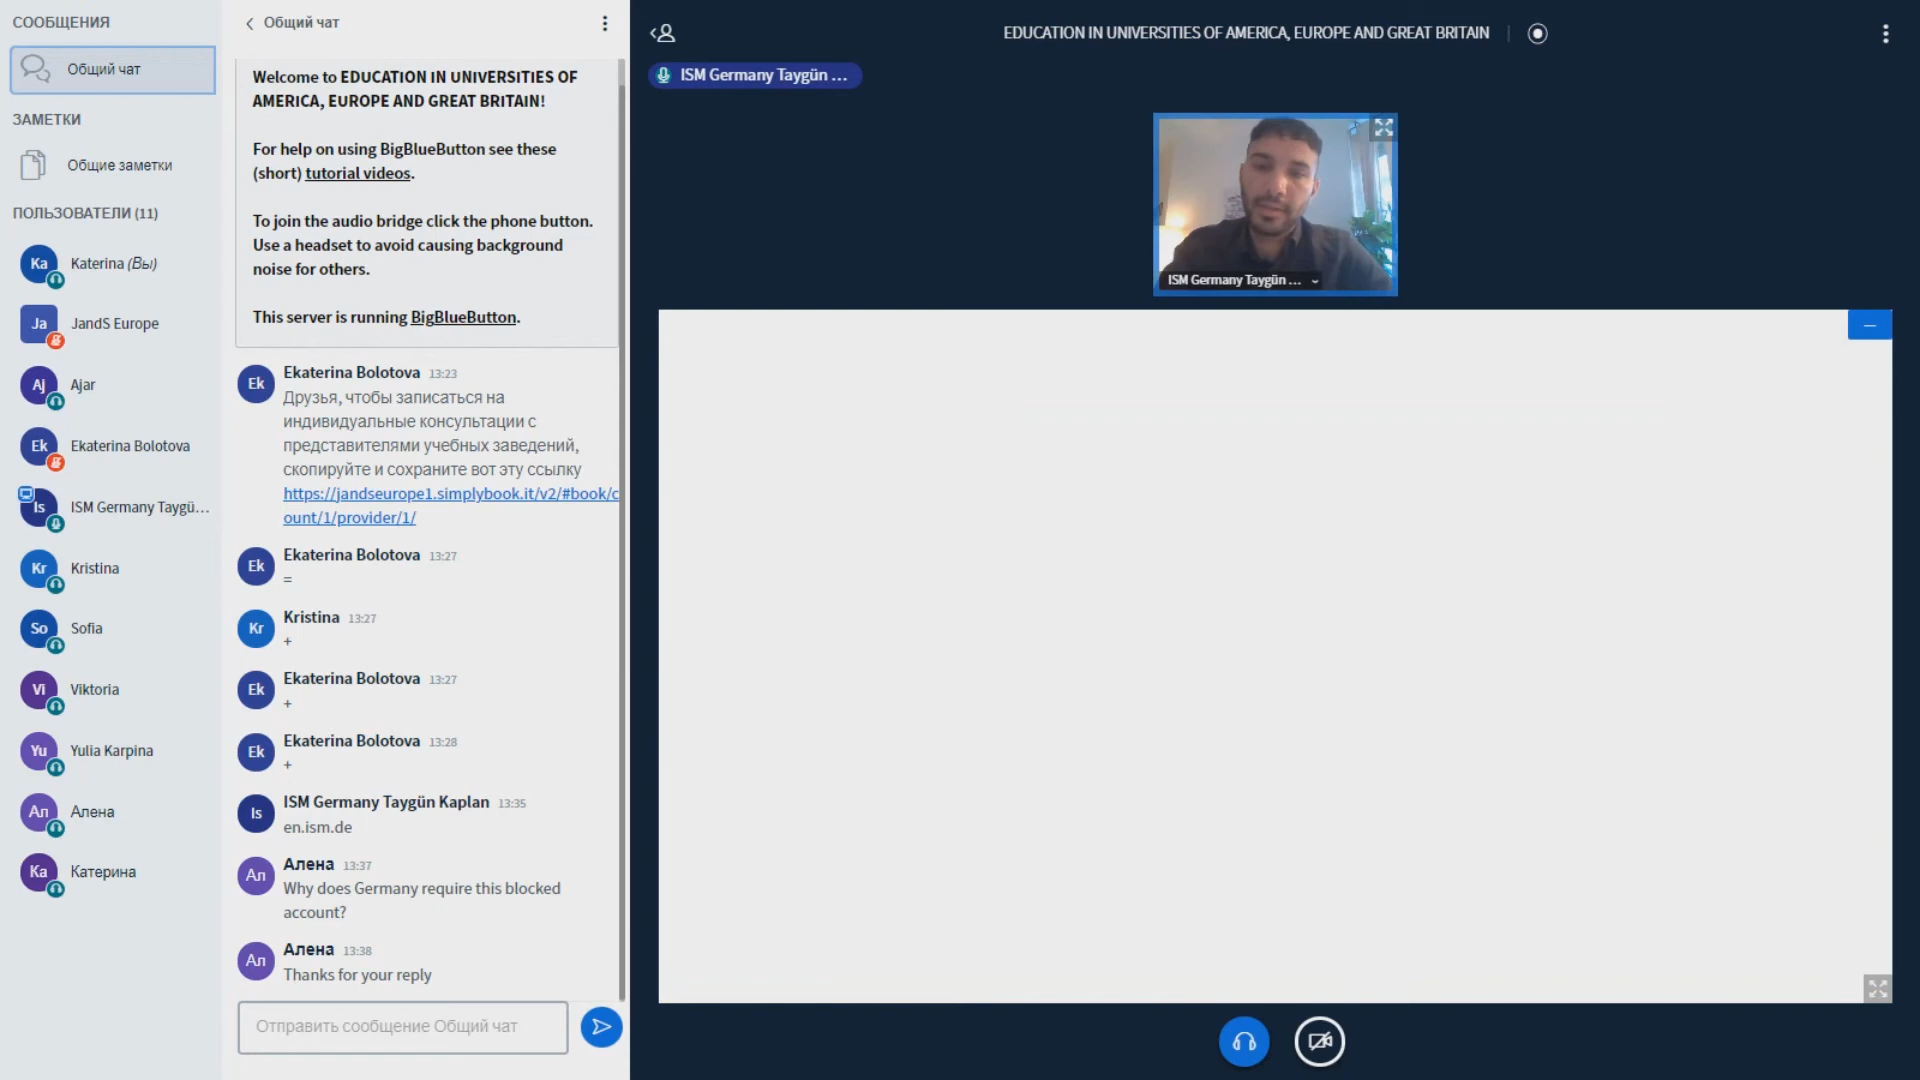 СООБЩЕНИЯ
Общий чат
ЗАМЕТКИ
Общие заметки
ПОЛЬЗОВАТЕЛИ (11)
Ka
Katerina (Вы)
Ja
JandS Europe
Aj
Ajar
Ek
Ekaterina Bolotova
Is
ISM Germany Taygü...
Kr
Kristina
So
Sofia
Vi
Viktoria
Yu
Yulia Karpina
Ал
Алена
Ка
Катерина
Общий чат
Welcome to EDUCATION IN UNIVERSITIES OF
AMERICA, EUROPE AND GREAT BRITAIN!
For help on using BigBlueButton see these
(short) tutorial videos.
To join the audio bridge click the phone button.
Use a headset to avoid causing background
noise for others.
This server is running BigBlueButton.
Ek
Ekaterina Bolotova 13:23
Друзья, чтобы записаться на
индивидуальные консультации с
представителями учебных заведений,
скопируйте и сохраните вот эту ссылку
https://jandseurope1.simplybook.it/v2/#book/c
ount/1/provider/1/
Ek
Ekaterina Bolotova 13:27
=
Kr
Kristina 13:27
+
Ek
Ekaterina Bolotova 13:27
+
Ek
Ekaterina Bolotova 13:28
+
Is
ISM Germany Taygün Kaplan 13:35
en.ism.de
Ал
Алена 13:37
Why does Germany require this blocked
account?
Ал
Алена 13:38
Thanks for your reply
Отправить сообщение Общий чат
EDUCATION IN UNIVERSITIES OF AMERICA, EUROPE AND GREAT BRITAIN
ISM Germany Taygün ...
ISM Germany Taygün ...